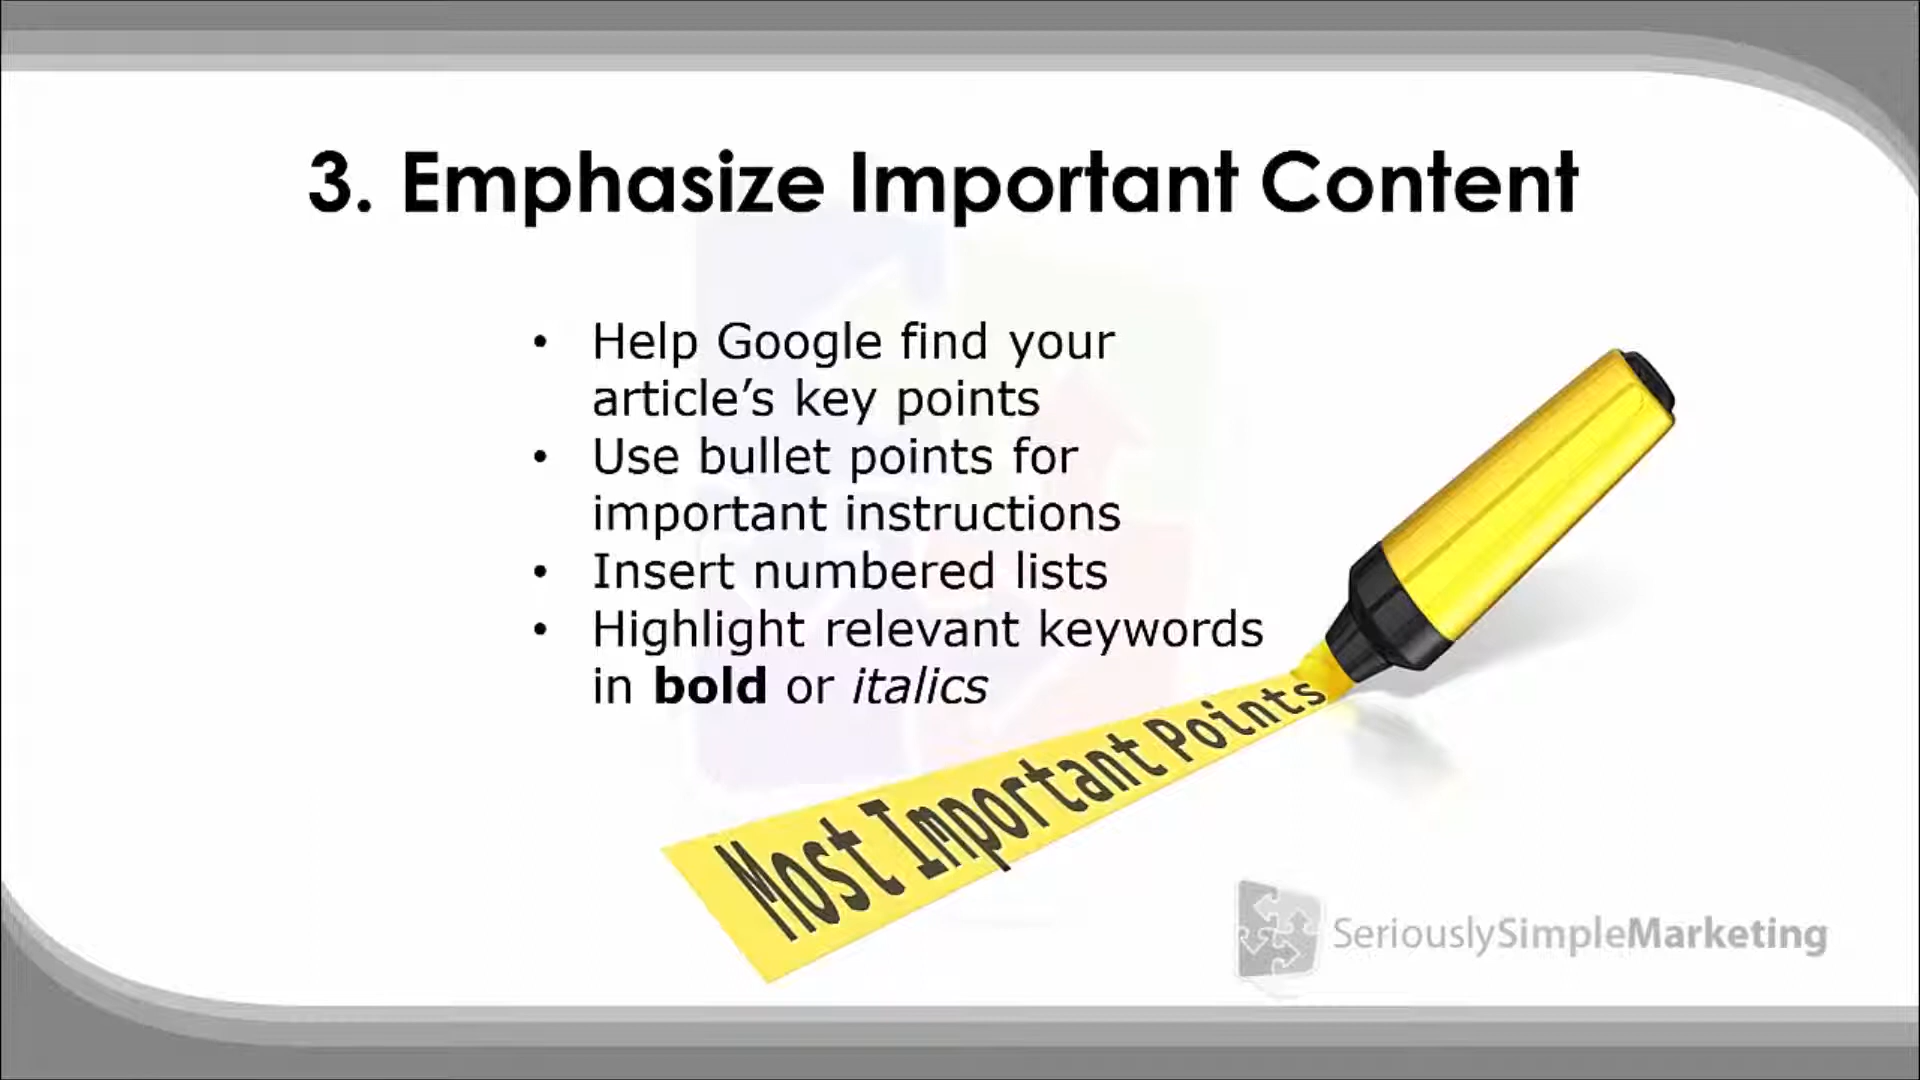 3. Emphasize Important Content
• Help Google find your
article’s key points
• Use bullet points for
important instructions
• Insert numbered lists
• Highlight relevant keywords
in bold or italics
Most Important Points
SeriouslySimpleMarketing